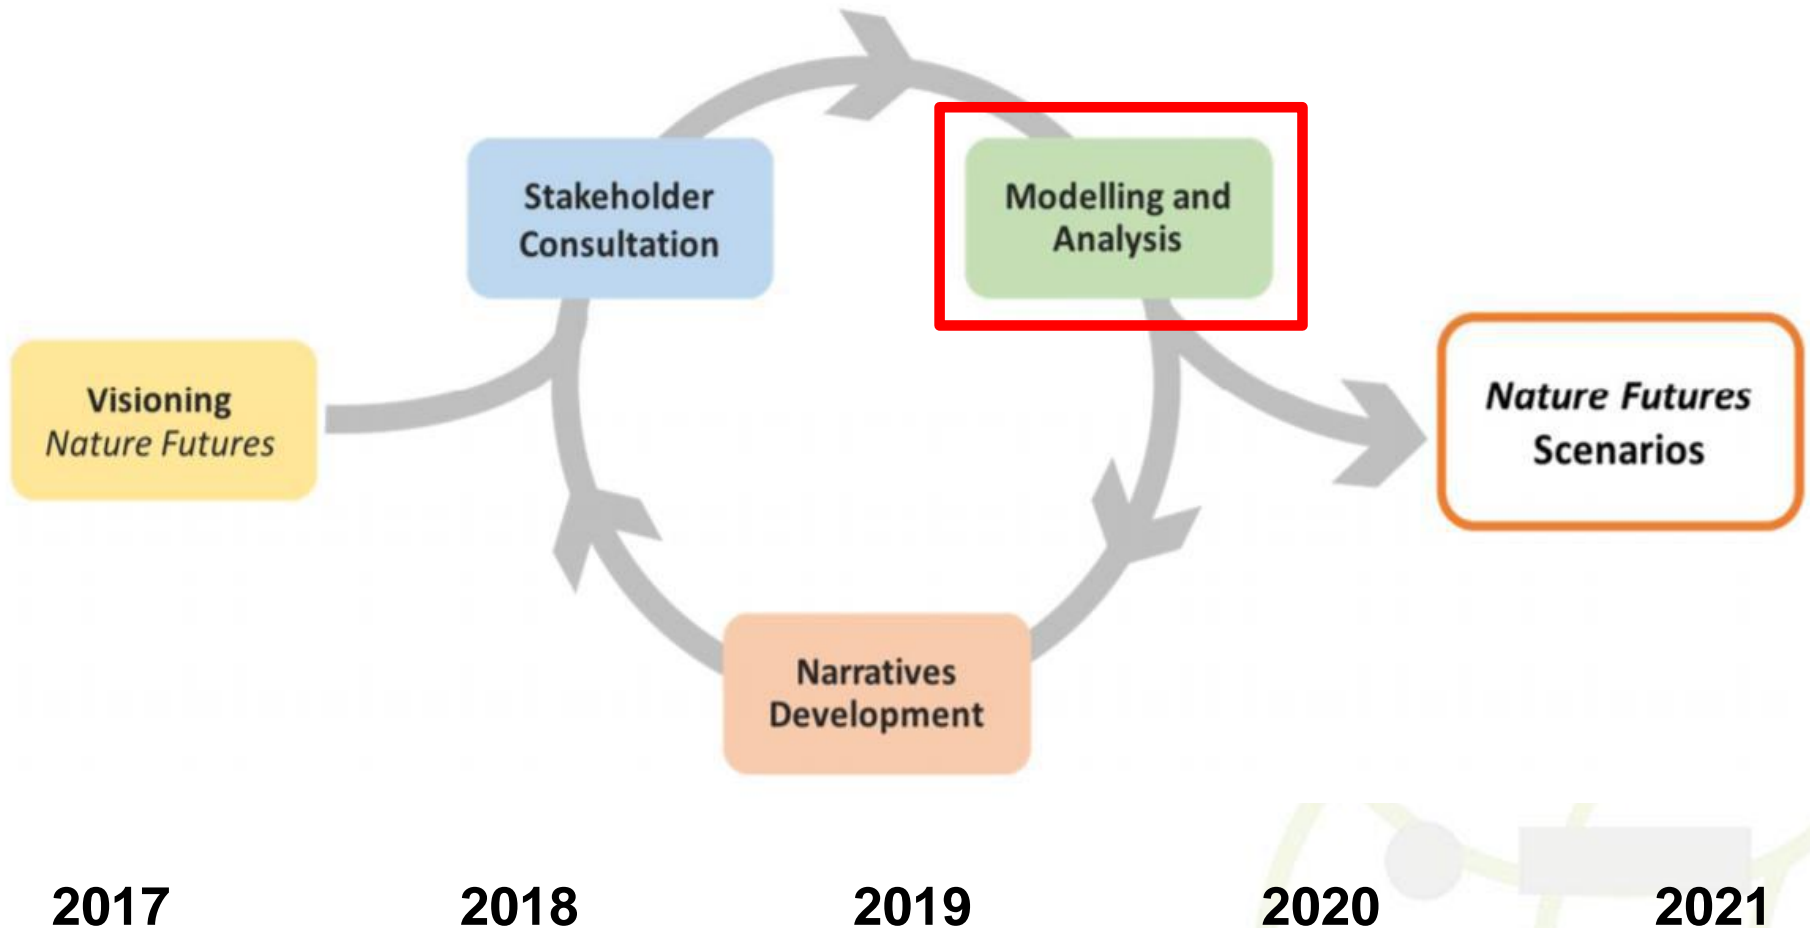 Stakeholder
Consultation
Modelling and
Analysis
Visioning
Nature Futures
Nature Futures
Scenarios
Narratives
Development
2017
2018
2019
2020
2021